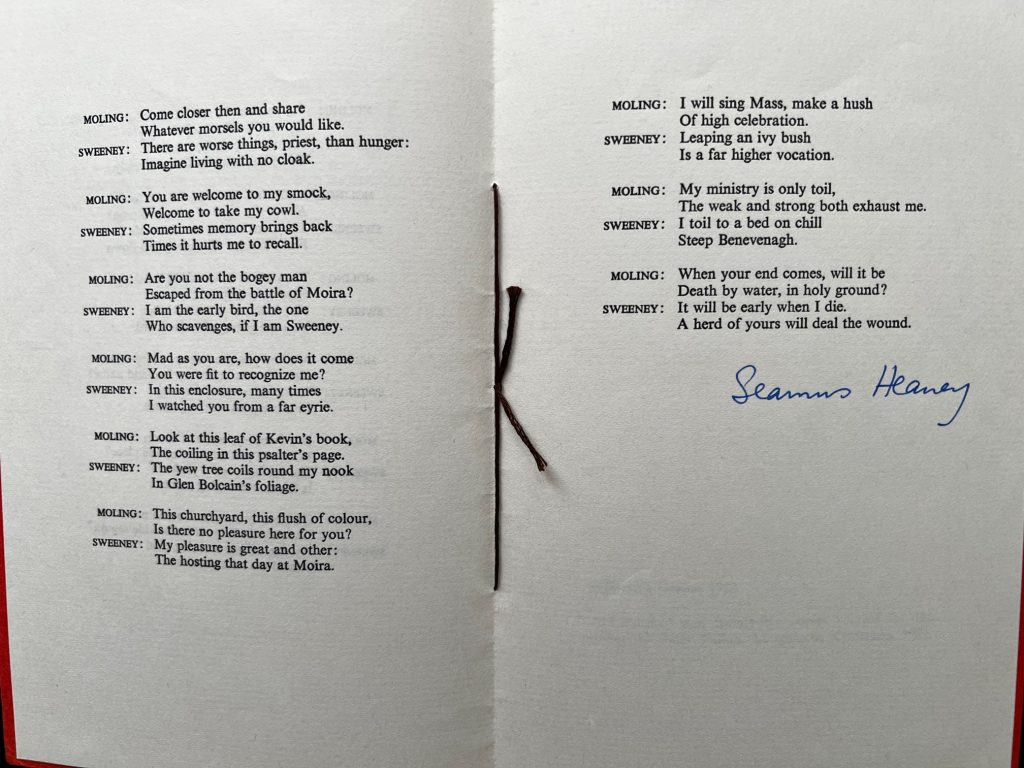 MOLING: Come closer then and share
Whatever morsels you would like.
SWEENEY: There are worse things, priest, than hunger:
Imagine living with no cloak.
MOLING: You are welcome to my smock,
Welcome to take my cowl.
SWEENEY: Sometimes memory brings back
Times it hurts me to recall.
MOLING: Are you not the bogey man
Escaped from the battle of Moira?
SWEENEY: I am the early bird, the one
Who scavenges, if I am Sweeney.
MOLING: Mad as you are, how does it come
You were fit to recognize me?
SWEENEY: In this enclosure, many times
I watched you from a far eyrie.
MOLING: Look at this leaf of Kevin's book,
The coiling in this psalter's page.
SWEENEY: The yew tree coils round my nook
In Glen Bolcain's foliage.
MOLING: This churchyard, this flush of colour,
Is there no pleasure here for you?
SWEENEY: My pleasure is great and other:
The hosting that day at Moira.
MOLING: I will sing Mass, make a hush
Of high celebration.
SWEENEY: Leaping an ivy bush
Is a far higher vocation.
MOLING: My ministry is only toil,
The weak and strong both exhaust me.
SWEENEY: I toil to a bed on chill
Steep Benevenagh.
MOLING: When your end comes, will it be
Death by water, in holy ground?
SWEENEY: It will be early when I die.
A herd of yours will deal the wound.
Seamus Heaney